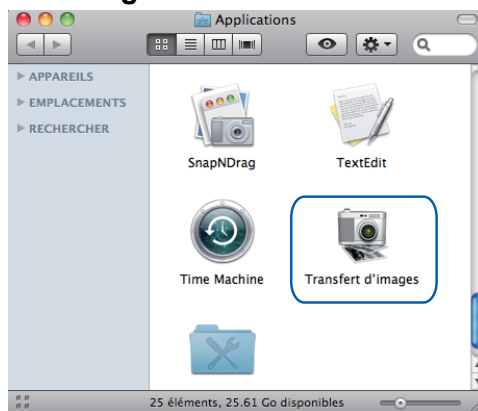 Applications
APPAREILS
EMPLACEMENTS
RECHERCHER
SnapNDrag
TextEdit
Time Machine
Transfert d'images
25 éléments, 25.61 Go disponibles